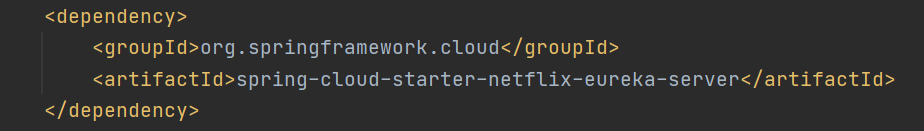 <dependency>
<groupId>org.springframework.cloud</groupId>
<artifactId>spring-cloud-starter-netflix-eureka-server</artifactId>
</dependency>